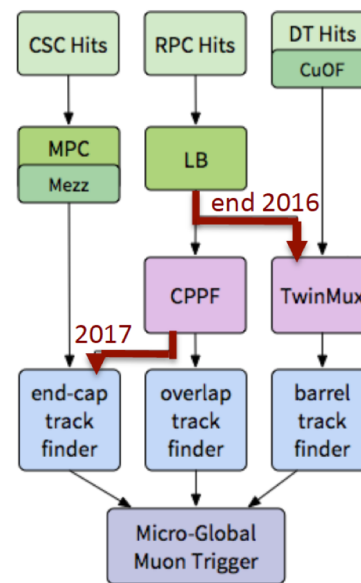 CSC Hits
RPC Hits
DT Hits
CuOF
MPC
Mezz
LB
end 2016
CPPF
TwinMux
2017
end-cap
track
finder
overlap
track
finder
barrel
track
finder
Micro-Global
Muon Trigger